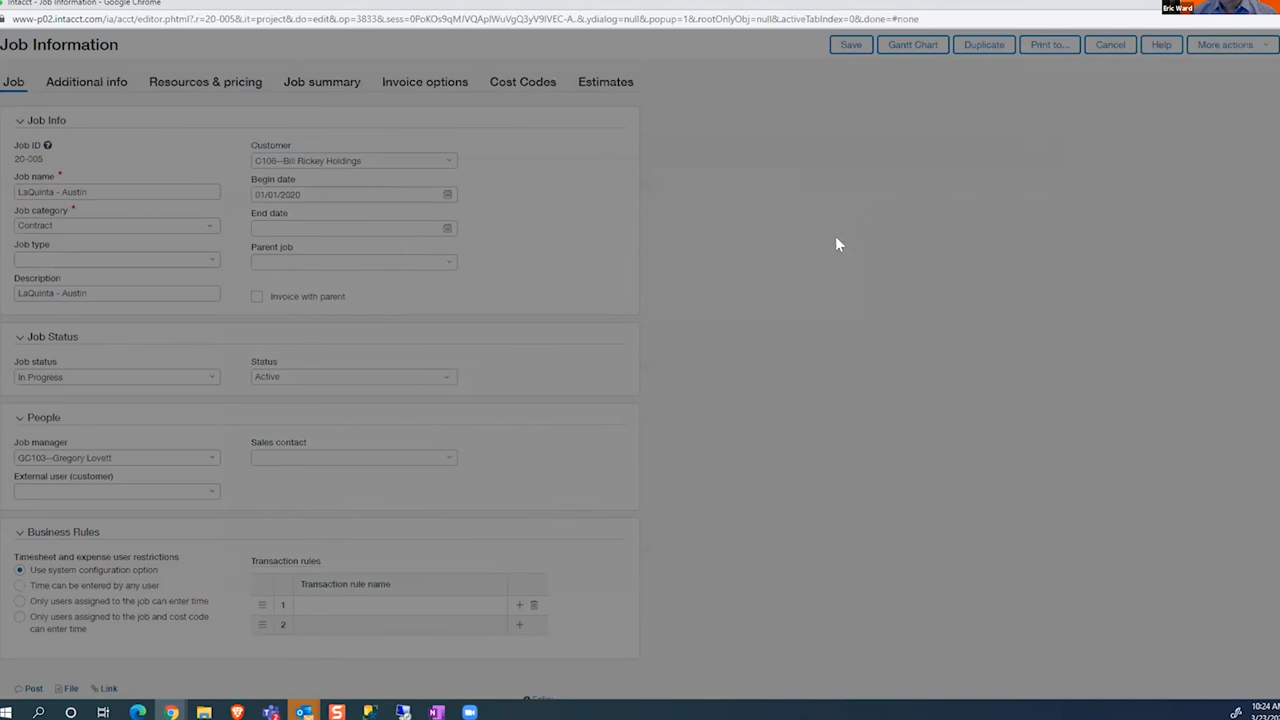 Intacct - Job Information - Google Chrome
Eric Ward
www-p02.intacct.com/ia/acct/editor.phtml?.r=20-005&.it=project&.do=edit&.op=3833&.sess=0PoKOs9qMJVQAplWuVgQ3yV9IVEC-A..&.ydialog=null&.popup=1&.rootOnlyObj=null&.activeTabIndex=0&.done=#none
Job Information
Save Gantt Chart Duplicate Print to... Cancel Help More actions
Job Additional info Resources & pricing Job summary Invoice options Cost Codes Estimates
Job Info
Job ID
20-005
Job name *
LaQuinta - Austin
Job category *
Contract
Job type
Description
LaQuinta - Austin
Customer
C106--Bill Rickey Holdings
Begin date
01/01/2020
End date
Parent job
Invoice with parent
Job Status
Job status
In Progress
Status
Active
People
Job manager
GC103--Gregory Lovett
External user (customer)
Sales contact
Business Rules
Timesheet and expense user restrictions
Use system configuration option
Time can be entered by any user
Only users assigned to the job can enter time
Only users assigned to the job and cost code
can enter time
Transaction rules
Transaction rule name
1
2
Post File Link
10:24 AM